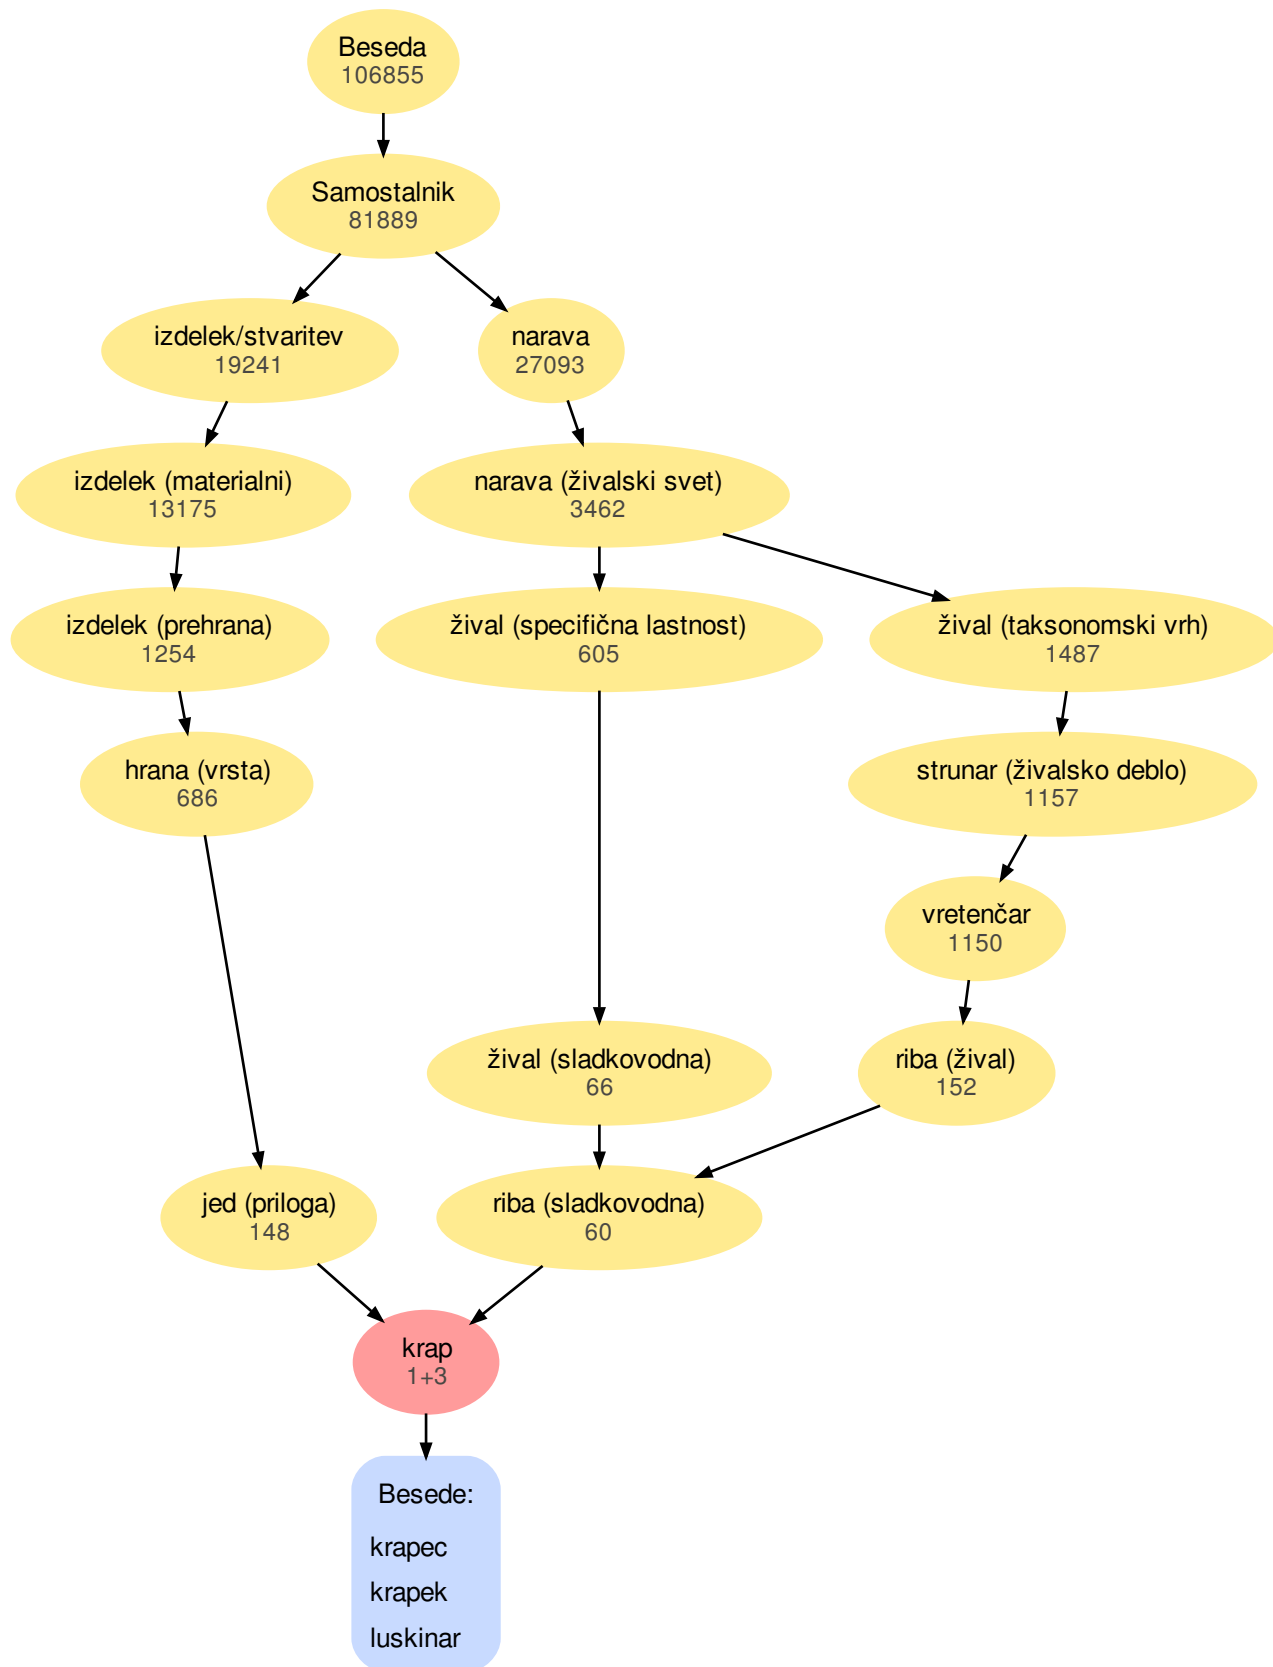 Beseda
106855
Samostalnik
81889
izdelek/stvaritev
19241
narava
27093
izdelek (materialni)
13175
narava (živalski svet)
3462
izdelek (prehrana)
1254
žival (specifična lastnost)
605
žival (taksonomski vrh)
1487
hrana (vrsta)
686
strunar (živalsko deblo)
1157
vretenčar
1150
žival (sladkovodna)
66
riba (žival)
152
jed (priloga)
148
riba (sladkovodna)
60
krap
1+3
Besede:
krapec
krapek
luskinar